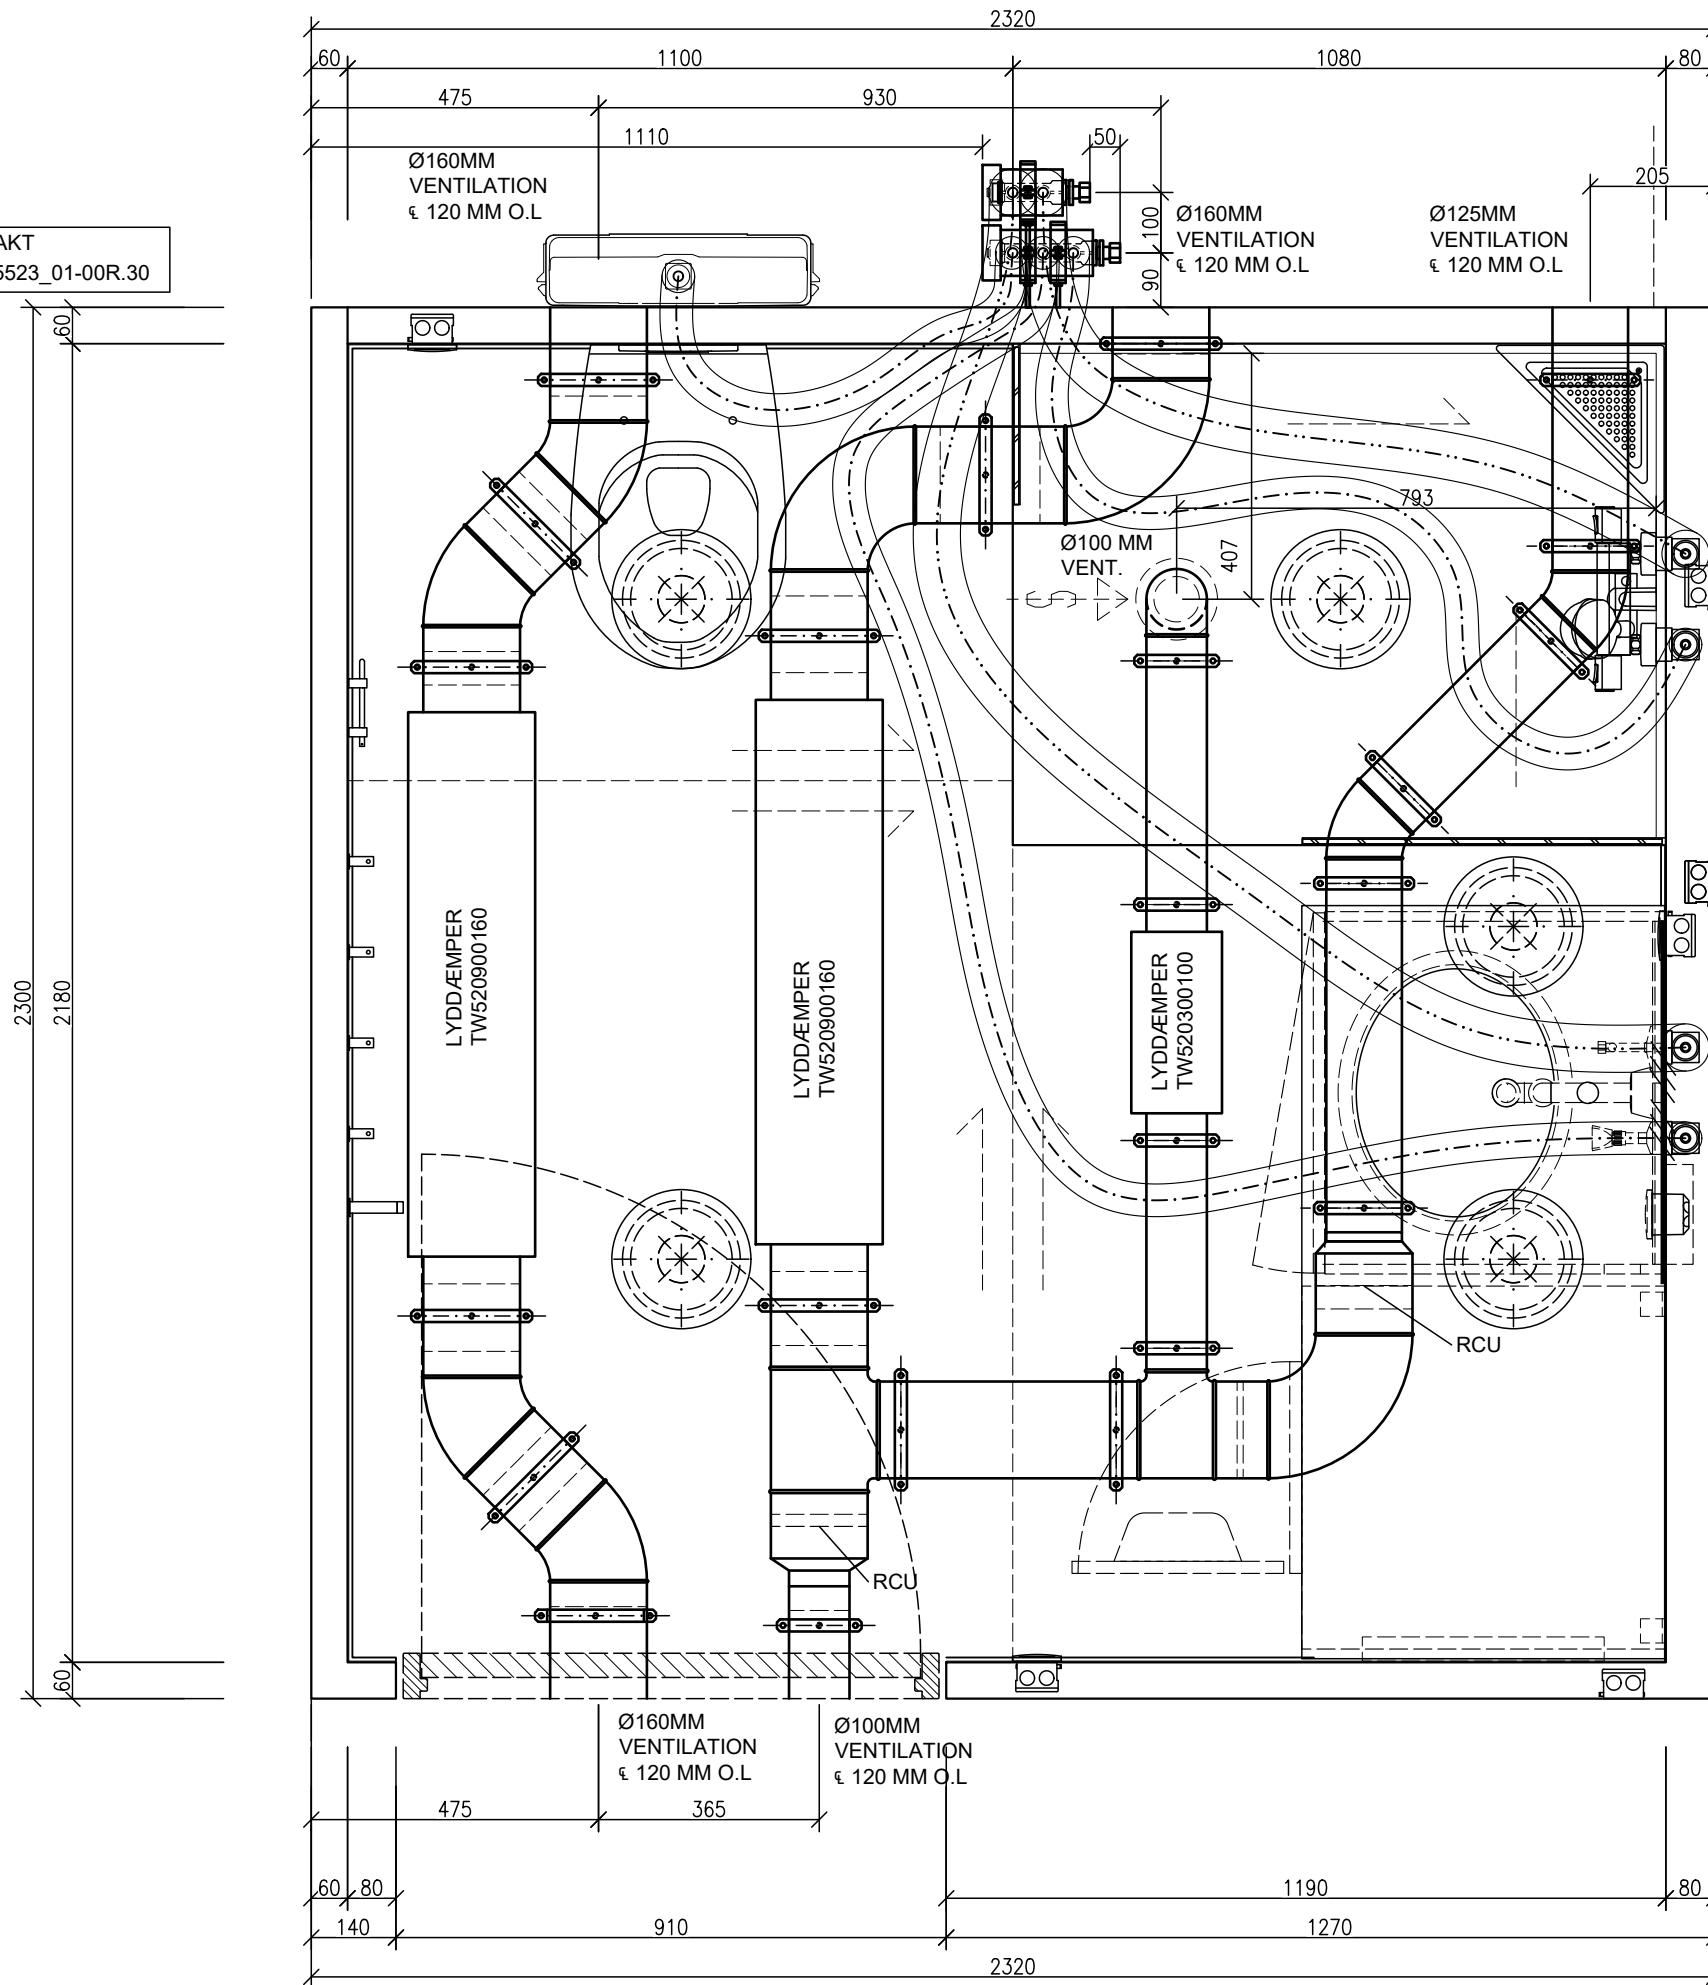 2320
60
1100
1080
80
475
930
1110
50
205
Ø160MM
VENTILATION
℄ 120 MM O.L
100
90
Ø160MM
VENTILATION
℄ 120 MM O.L
Ø125MM
VENTILATION
℄ 120 MM O.L
AKT
5523_01-00R.30
60
793
407
Ø100 MM
VENT.
2300
2180
LYDDÆMPER
TW520900160
LYDDÆMPER
TW520900160
LYDDÆMPER
TW520300100
RCU
RCU
60
Ø160MM
VENTILATION
℄ 120 MM O.L
Ø100MM
VENTILATION
℄ 120 MM O.L
475
365
60
80
1190
80
140
910
1270
2320